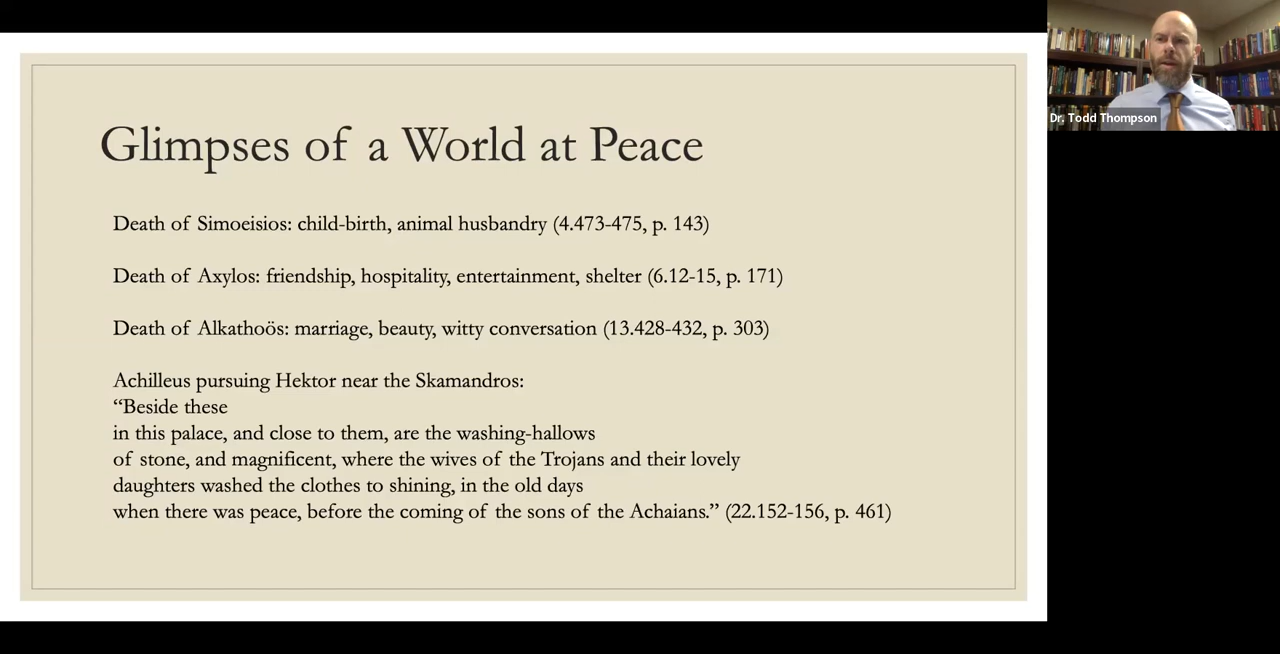 Glimpses of a World at Peace
Death of Simoeisios: child-birth, animal husbandry (4.473-475, p. 143)
Death of Axylos: friendship, hospitality, entertainment, shelter (6.12-15, p. 171)
Death of Alkathoös: marriage, beauty, witty conversation (13.428-432, p. 303)
Achilleus pursuing Hektor near the Skamandros:
“Beside these
in this palace, and close to them, are the washing-hallows
of stone, and magnificent, where the wives of the Trojans and their lovely
daughters washed the clothes to shining, in the old days
when there was peace, before the coming of the sons of the Achaians.” (22.152-156, p. 461)
Dr. Todd Thompson